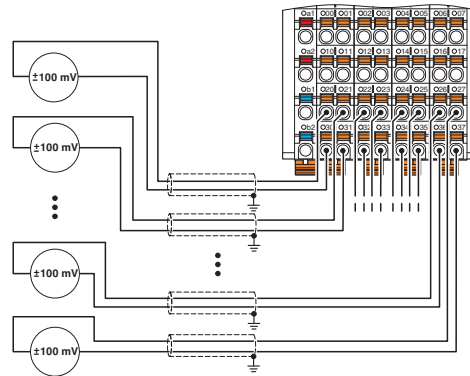 a1 00 01 02 03 04 05 06 07
a2 10 11 12 13 14 15 16 17
b1 20 21 22 23 24 25 26 27
b2 30 31 32 33 34 35 36 37
±100 mV
±100 mV
±100 mV
±100 mV